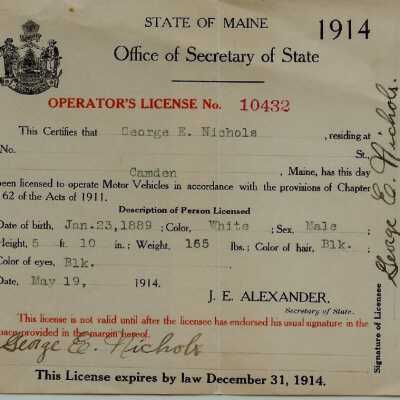 STATE OF MAINE
1914
Office of Secretary of State
OPERATOR'S LICENSE No. 10432
This Certifies that George E. Nichols , residing at
No. St.
Camden , Maine, has this day
been licensed to operate Motor Vehicles in accordance with the provisions of Chapter
162 of the Acts of 1911.
Description of Person Licensed
Date of birth, Jan.23,1889 ; Color, White ; Sex, Male ;
Height, 5 ft. 10 in.; Weight, 165 lbs.; Color of hair, Blk. ;
Color of eyes, Blk.
Date, May 19, 1914.
J. E. ALEXANDER.
Secretary of State.
This license is not valid until after the licensee has endorsed his usual signature in the
space provided in the margin hereof.
George E. Nichols
This License expires by law December 31, 1914.
Signature of Licensee George E. Nichols.